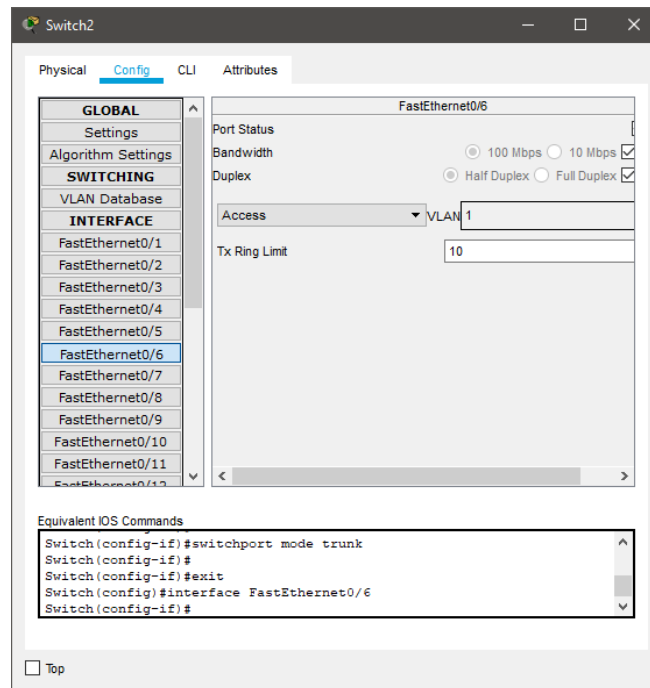 Switch2
Physical Config CLI Attributes
GLOBAL
Settings
Algorithm Settings
SWITCHING
VLAN Database
INTERFACE
FastEthernet0/1
FastEthernet0/2
FastEthernet0/3
FastEthernet0/4
FastEthernet0/5
FastEthernet0/6
FastEthernet0/7
FastEthernet0/8
FastEthernet0/9
FastEthernet0/10
FastEthernet0/11
FastEthernet0/12
FastEthernet0/6
Port Status
Bandwidth 100 Mbps 10 Mbps
Duplex Half Duplex Full Duplex
Access VLAN 1
Tx Ring Limit 10
Equivalent IOS Commands
Switch(config-if)#switchport mode trunk
Switch(config-if)#
Switch(config-if)#exit
Switch(config)#interface FastEthernet0/6
Switch(config-if)#
Top